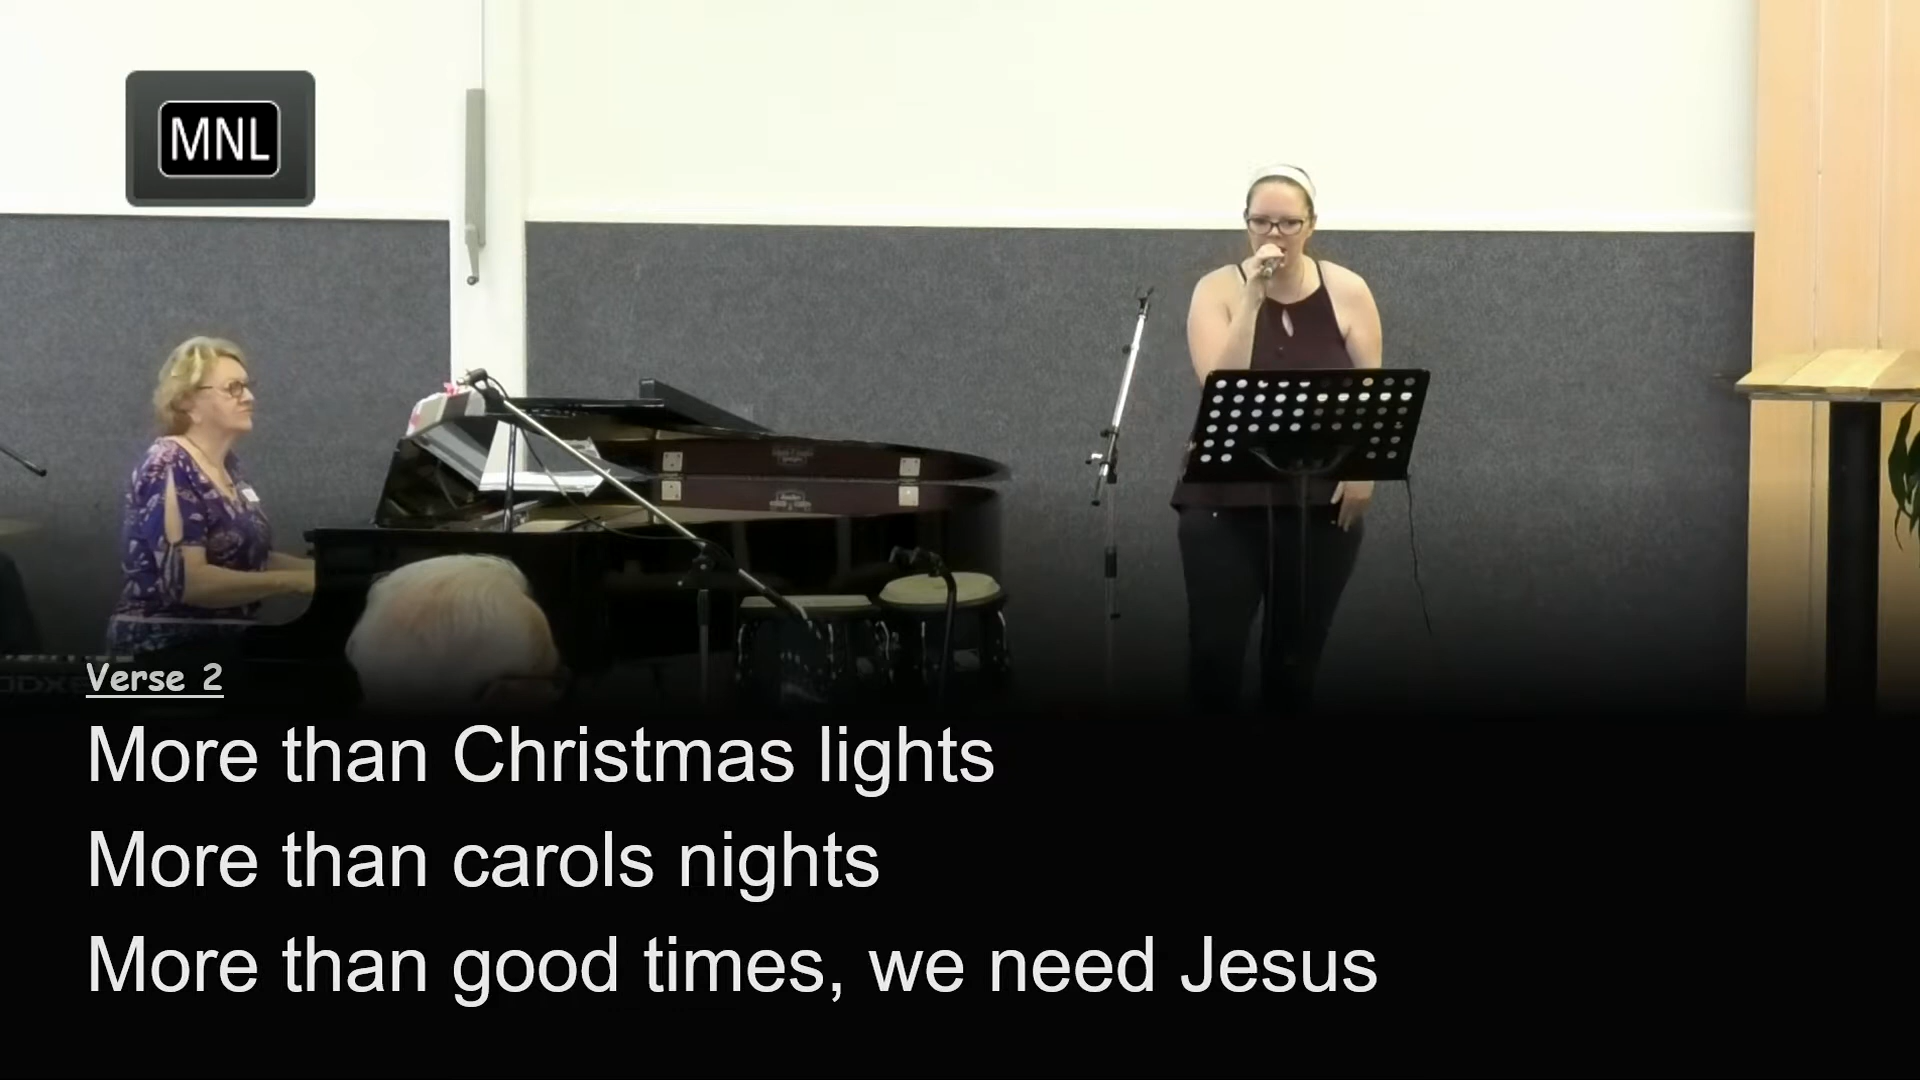 MNL
Verse 2
More than Christmas lights
More than carols nights
More than good times, we need Jesus